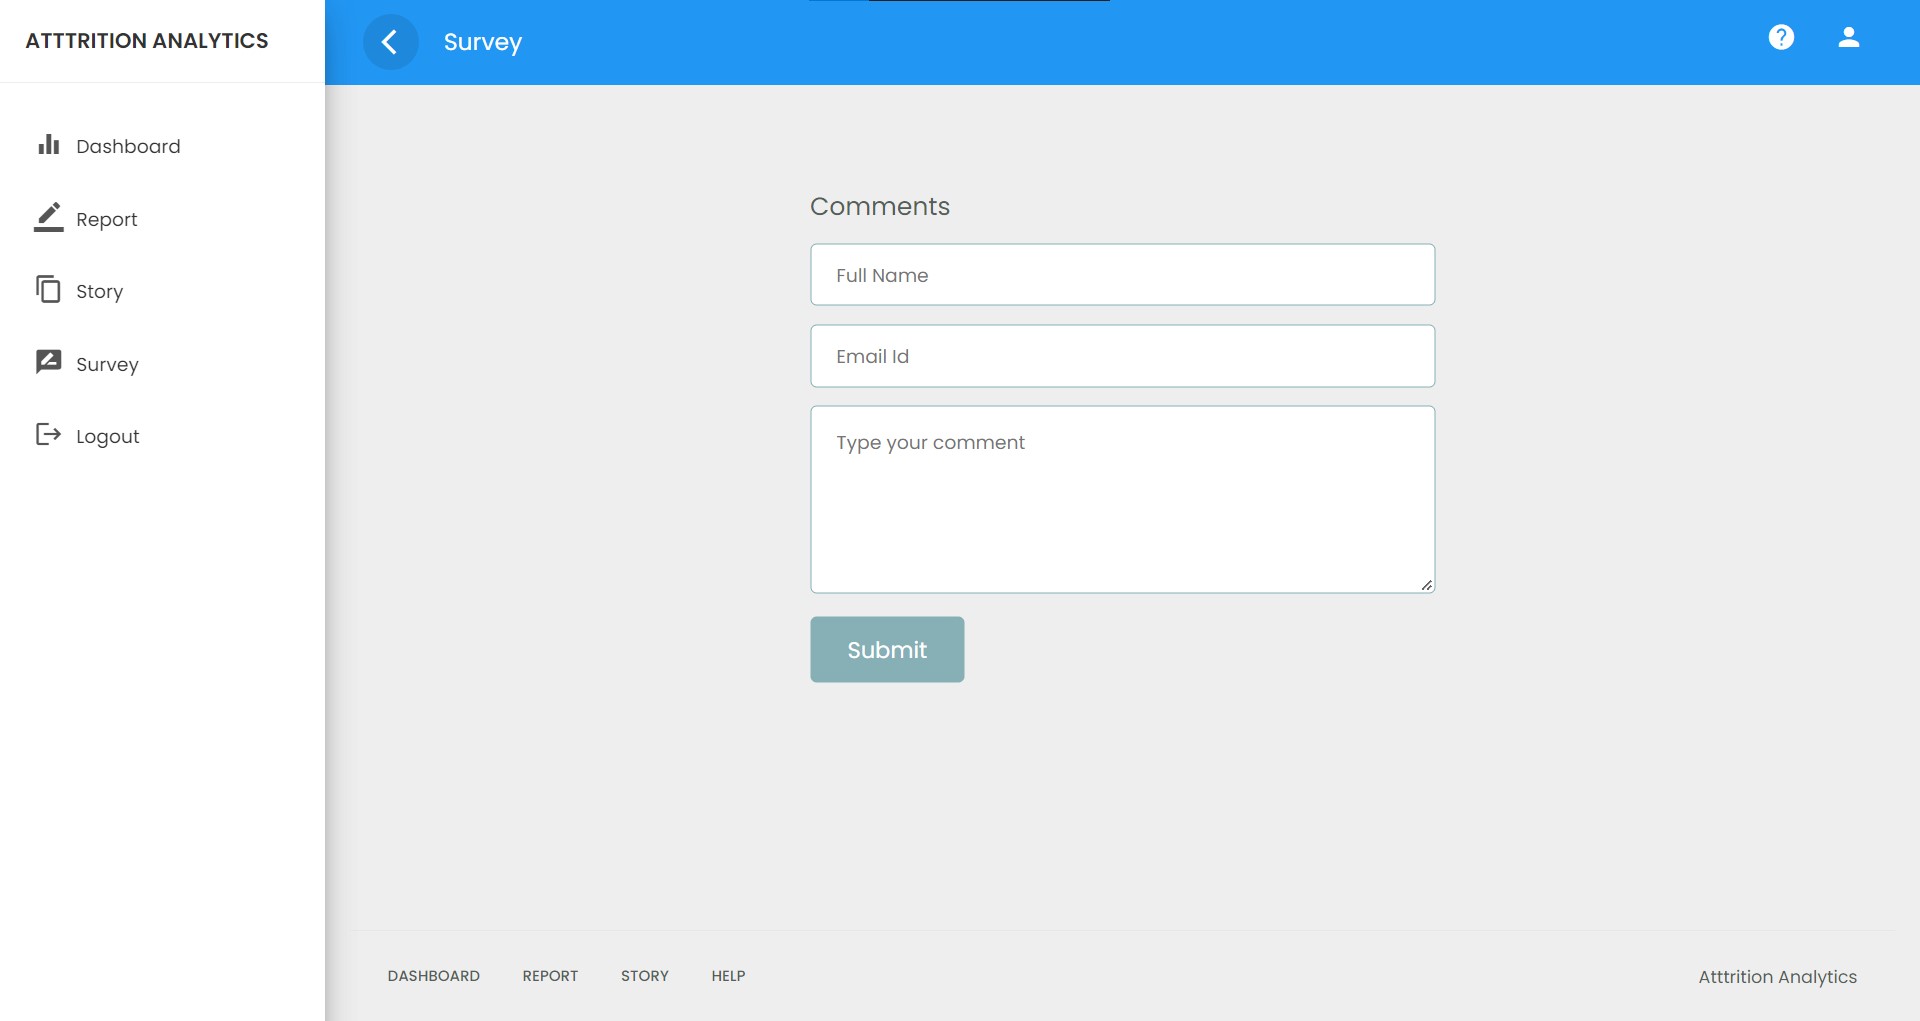 ATTTRITION ANALYTICS
Survey
Dashboard
Report
Story
Survey
Logout
Comments
Full Name
Email Id
Type your comment
Submit
DASHBOARD REPORT STORY HELP
Atttrition Analytics